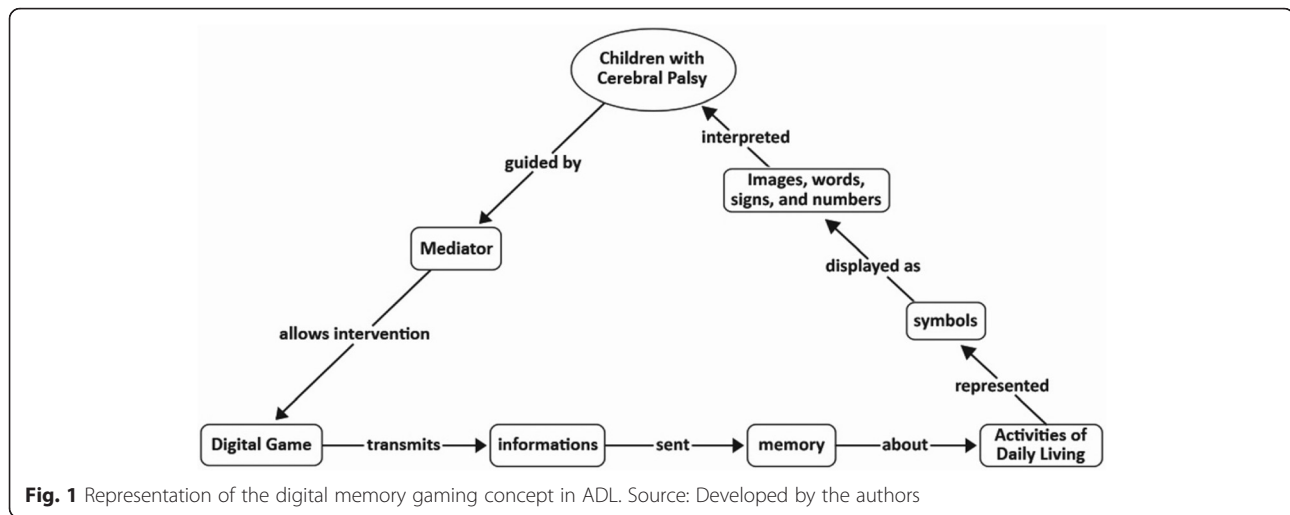 Children with
Cerebral Palsy
interpreted
guided by
Images, words,
signs, and numbers
Mediator
displayed as
allows intervention
symbols
represented
Digital Game
transmits
informations
sent
memory
about
Activities of
Daily Living
Fig. 1 Representation of the digital memory gaming concept in ADL. Source: Developed by the authors